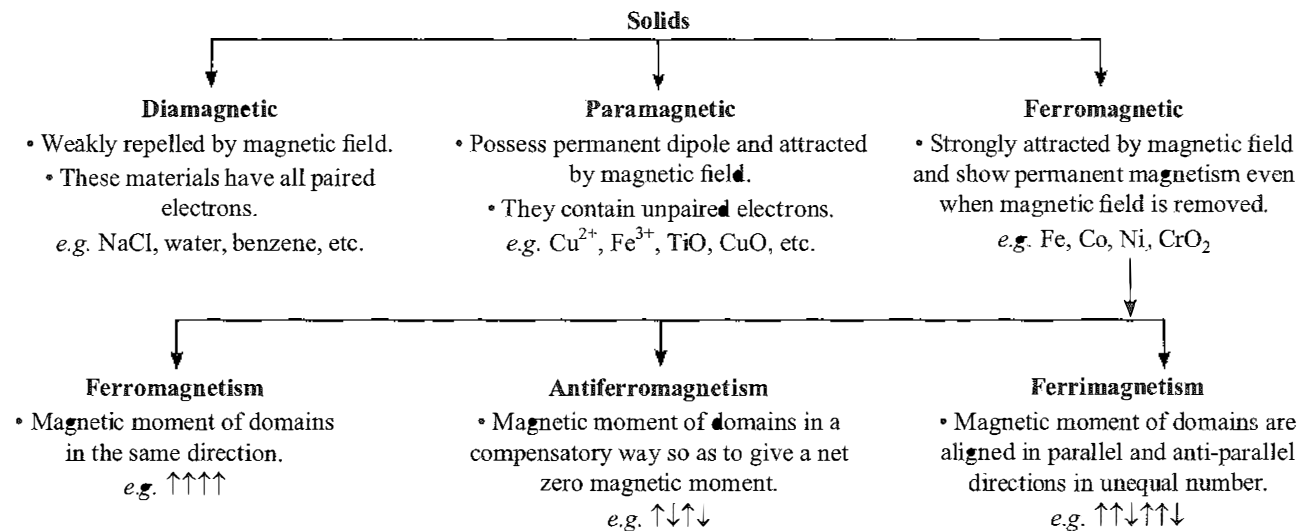 Solids
Diamagnetic
• Weakly repelled by magnetic field.
• These materials have all paired
electrons.
e.g. NaCl, water, benzene, etc.
Paramagnetic
• Possess permanent dipole and attracted
by magnetic field.
• They contain unpaired electrons.
e.g. Cu²⁺, Fe³⁺, TiO, CuO, etc.
Ferromagnetic
• Strongly attracted by magnetic field
and show permanent magnetism even
when magnetic field is removed.
e.g. Fe, Co, Ni, CrO₂
Ferromagnetism
• Magnetic moment of domains
in the same direction.
e.g. ↑↑↑↑
Antiferromagnetism
• Magnetic moment of domains in a
compensatory way so as to give a net
zero magnetic moment.
e.g. ↑↓↑↓
Ferrimagnetism
• Magnetic moment of domains are
aligned in parallel and anti-parallel
directions in unequal number.
e.g. ↑↑↓↑↑↓